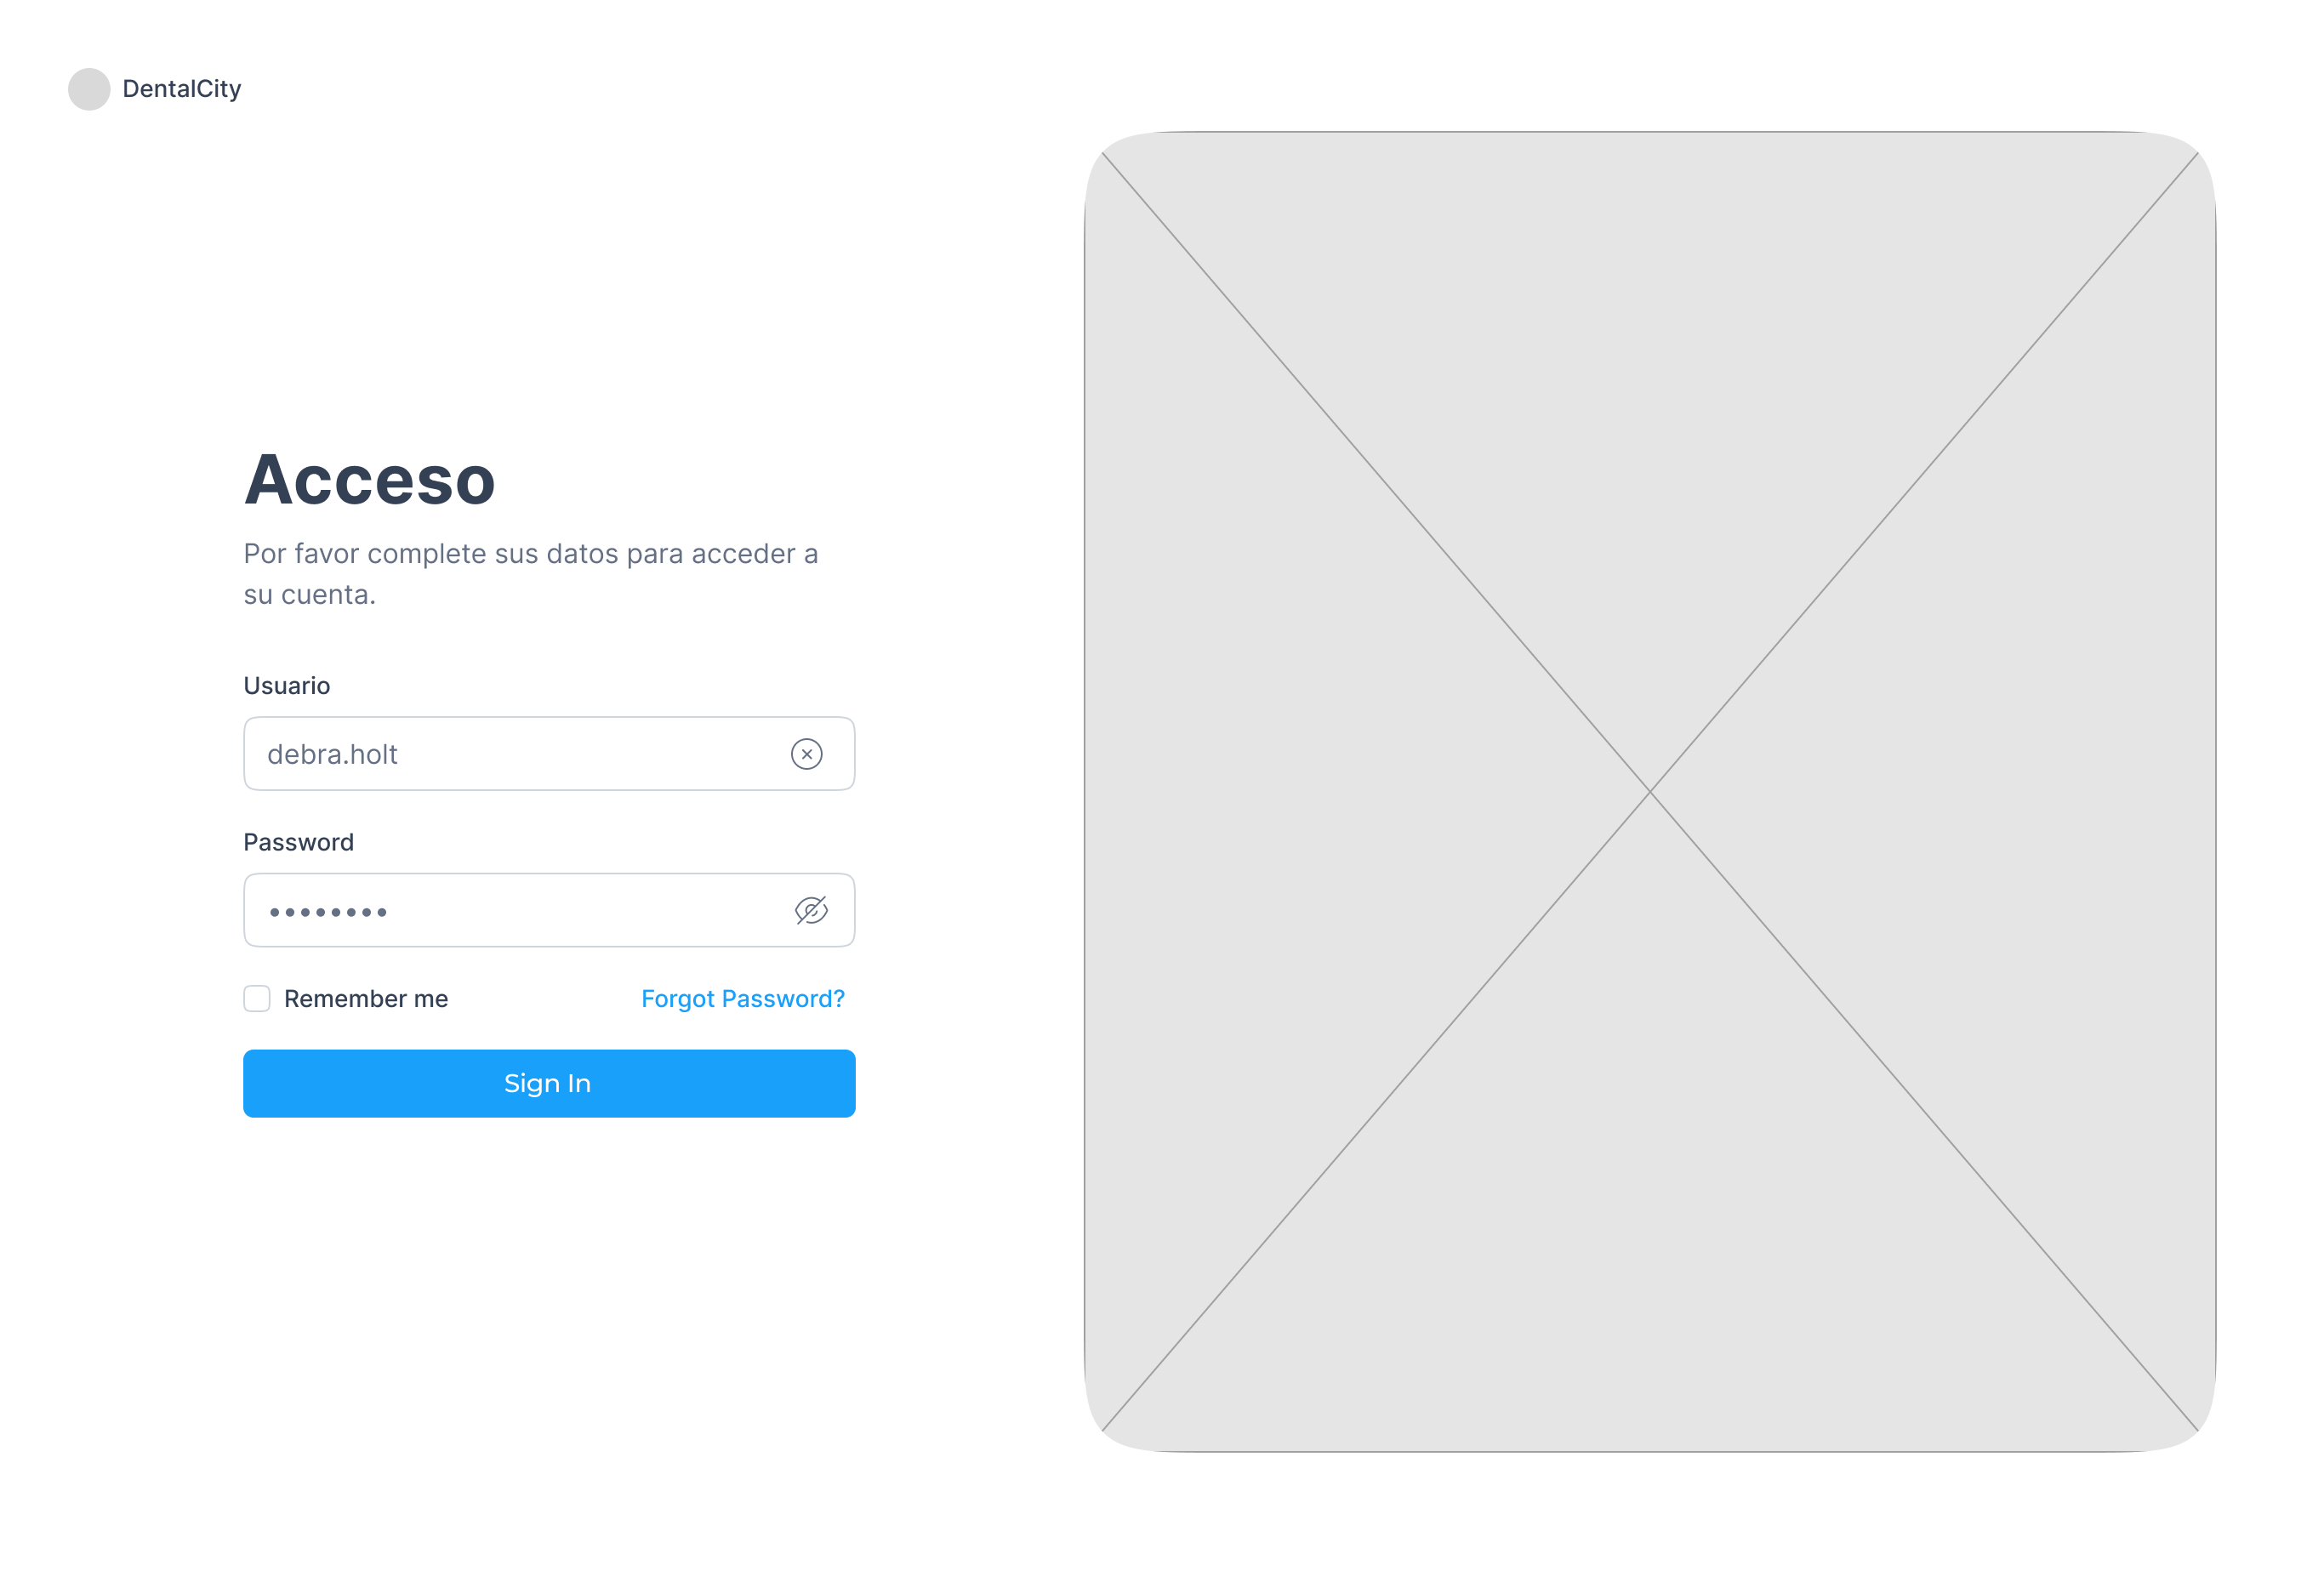 DentalCity
Acceso
Por favor complete sus datos para acceder a
su cuenta.
Usuario
debra.holt
Password
••••••••
Remember me
Forgot Password?
Sign In